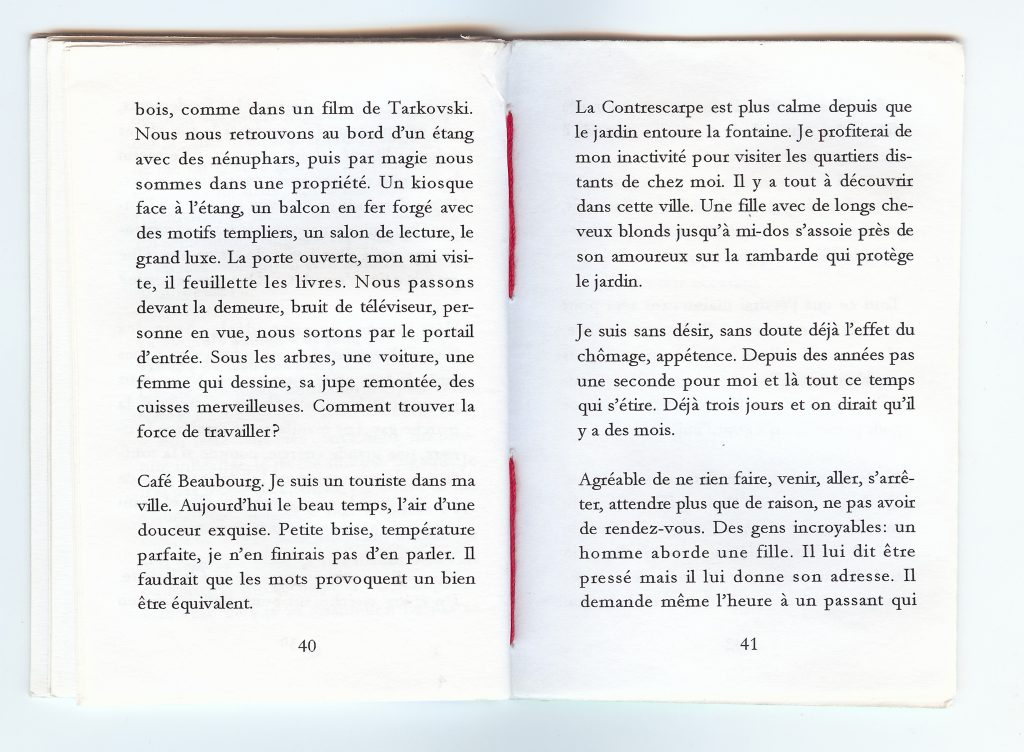 bois, comme dans un film de Tarkovski.
Nous nous retrouvons au bord d'un étang
avec des nénuphars, puis par magie nous
sommes dans une propriété. Un kiosque
face à l'étang, un balcon en fer forgé avec
des motifs templiers, un salon de lecture, le
grand luxe. La porte ouverte, mon ami visi-
te, il feuillette les livres. Nous passons
devant la demeure, bruit de téléviseur, per-
sonne en vue, nous sortons par le portail
d'entrée. Sous les arbres, une voiture, une
femme qui dessine, sa jupe remontée, des
cuisses merveilleuses. Comment trouver la
force de travailler?
Café Beaubourg. Je suis un touriste dans ma
ville. Aujourd'hui le beau temps, l'air d'une
douceur exquise. Petite brise, température
parfaite, je n'en finirais pas d'en parler. Il
faudrait que les mots provoquent un bien
être équivalent.
40
La Contrescarpe est plus calme depuis que
le jardin entoure la fontaine. Je profiterai de
mon inactivité pour visiter les quartiers dis-
tants de chez moi. Il y a tout à découvrir
dans cette ville. Une fille avec de longs che-
veux blonds jusqu'à mi-dos s'assoie près de
son amoureux sur la rambarde qui protège
le jardin.
Je suis sans désir, sans doute déjà l'effet du
chômage, appétence. Depuis des années pas
une seconde pour moi et là tout ce temps
qui s'étire. Déjà trois jours et on dirait qu'il
y a des mois.
Agréable de ne rien faire, venir, aller, s'arrê-
ter, attendre plus que de raison, ne pas avoir
de rendez-vous. Des gens incroyables: un
homme aborde une fille. Il lui dit être
pressé mais il lui donne son adresse. Il
demande même l'heure à un passant qui
41